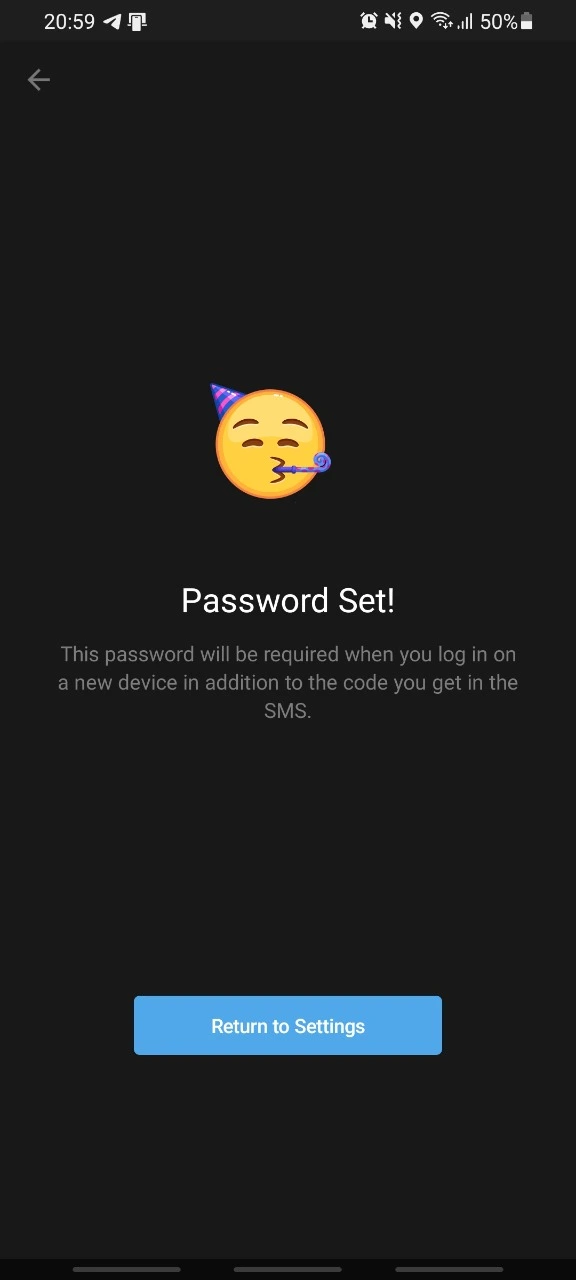 20:59
50%
Password Set!
This password will be required when you log in on
a new device in addition to the code you get in the
SMS.
Return to Settings